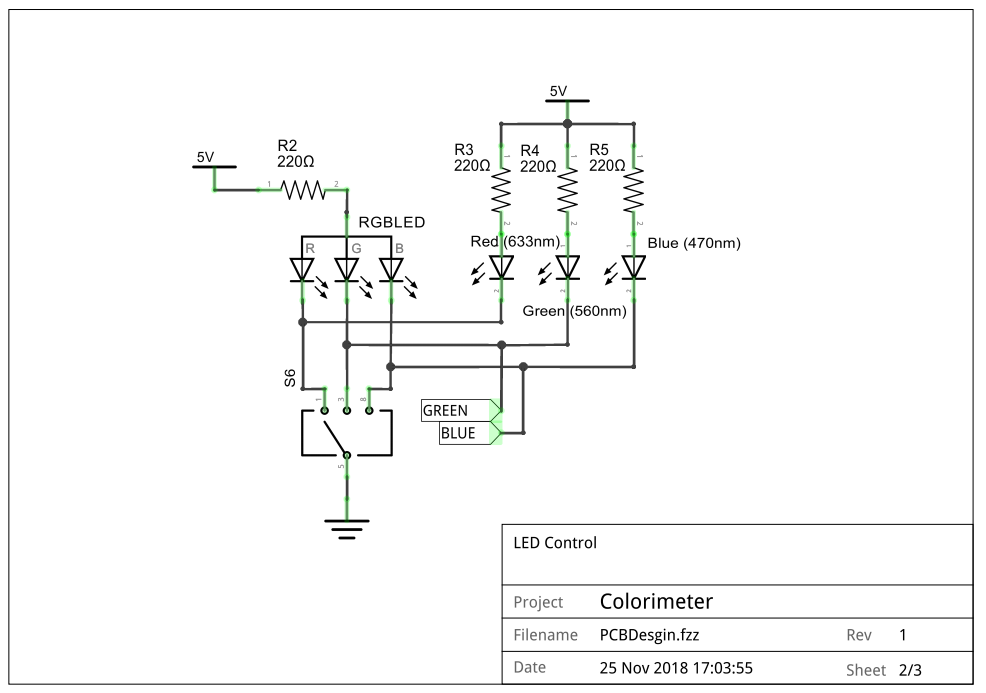 5V
R2
220Ω
1
2
RGBLED
R
G
B
5V
R3
220Ω
R4
220Ω
R5
220Ω
1
1
1
2
2
2
Red (633nm)
1
1
Blue (470nm)
2
2
2
Green (560nm)
S6
1
3
8
5
GREEN
BLUE
LED Control
Project Colorimeter
Filename PCBDesgin.fzz Rev 1
Date 25 Nov 2018 17:03:55 Sheet 2/3